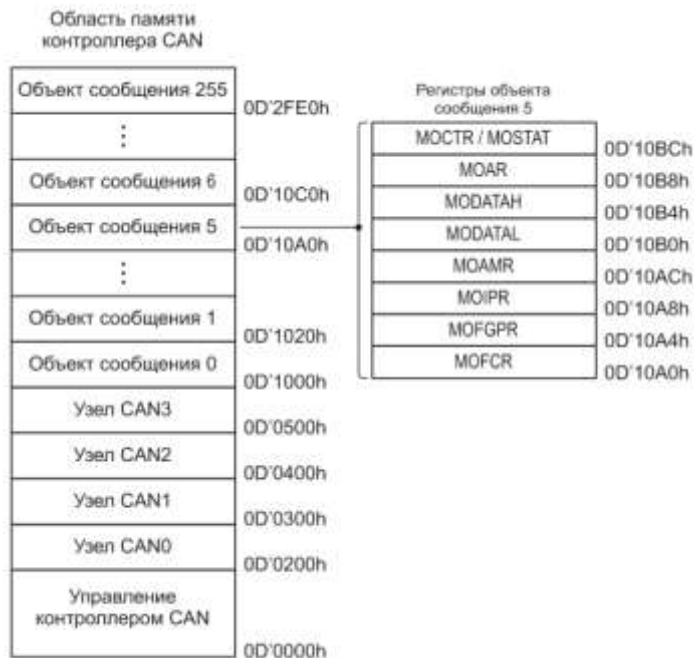 Область памяти
контроллера CAN
Объект сообщения 255
0D'2FE0h
⋮
Объект сообщения 6
0D'10C0h
Объект сообщения 5
0D'10A0h
⋮
Объект сообщения 1
0D'1020h
Объект сообщения 0
0D'1000h
Узел CAN3
0D'0500h
Узел CAN2
0D'0400h
Узел CAN1
0D'0300h
Узел CAN0
0D'0200h
Управление
контроллером CAN
0D'0000h
Регистры объекта
сообщения 5
MOCTR / MOSTAT
0D'10BCh
MOAR
0D'10B8h
MODATAH
0D'10B4h
MODATAL
0D'10B0h
MOAMR
0D'10ACh
MOIPR
0D'10A8h
MOFGPR
0D'10A4h
MOFCR
0D'10A0h